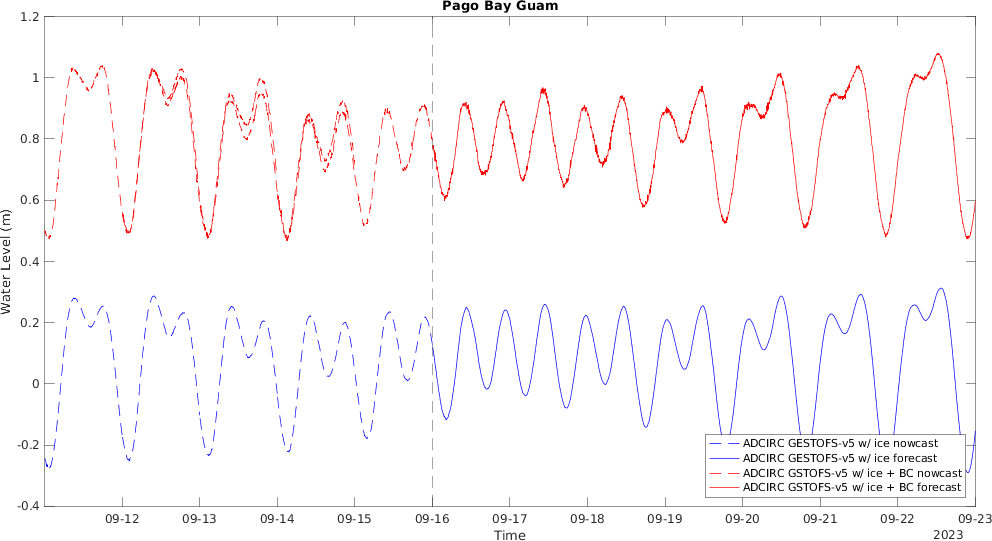 Pago Bay Guam
1.2
1
0.8
0.6
0.4
0.2
0
-0.2
-0.4
Water Level (m)
ADCIRC GESTOFS-v5 w/ ice nowcast
ADCIRC GESTOFS-v5 w/ ice forecast
ADCIRC GSTOFS-v5 w/ ice + BC nowcast
ADCIRC GSTOFS-v5 w/ ice + BC forecast
09-12 09-13 09-14 09-15 09-16 09-17 09-18 09-19 09-20 09-21 09-22 09-23
Time
2023